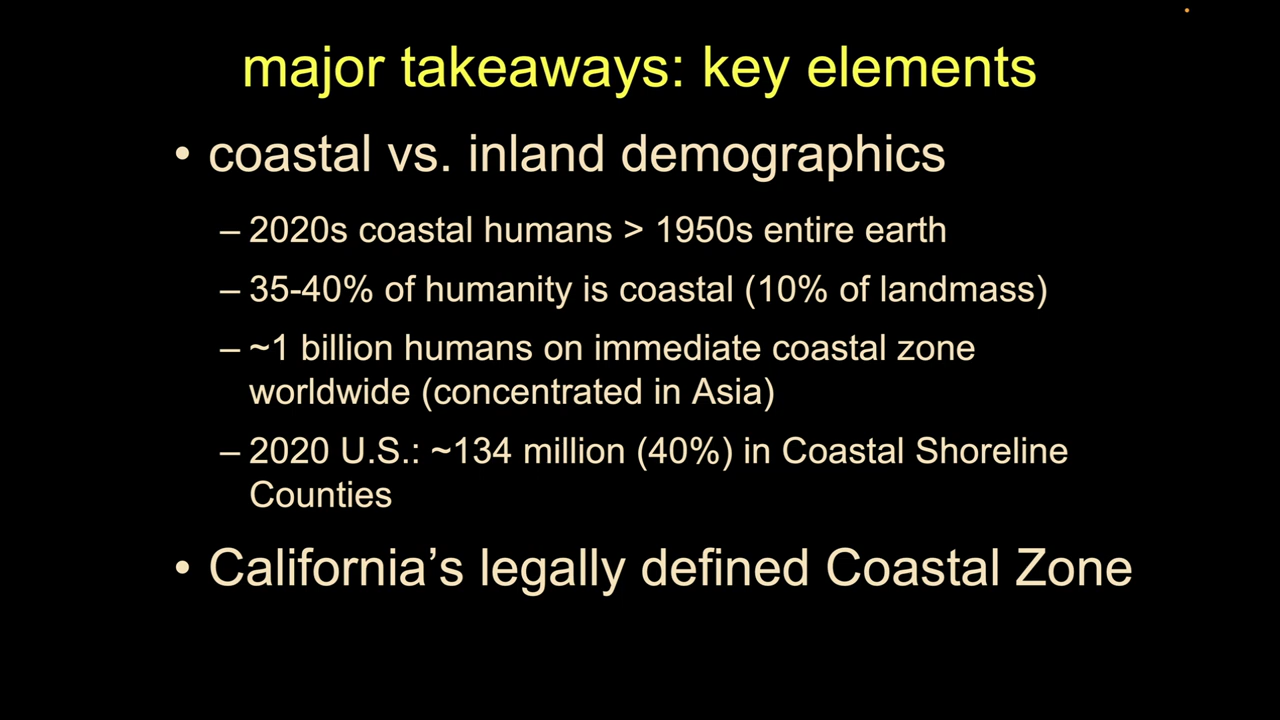 major takeaways: key elements
• coastal vs. inland demographics
– 2020s coastal humans > 1950s entire earth
– 35-40% of humanity is coastal (10% of landmass)
– ~1 billion humans on immediate coastal zone
worldwide (concentrated in Asia)
– 2020 U.S.: ~134 million (40%) in Coastal Shoreline
Counties
• California’s legally defined Coastal Zone